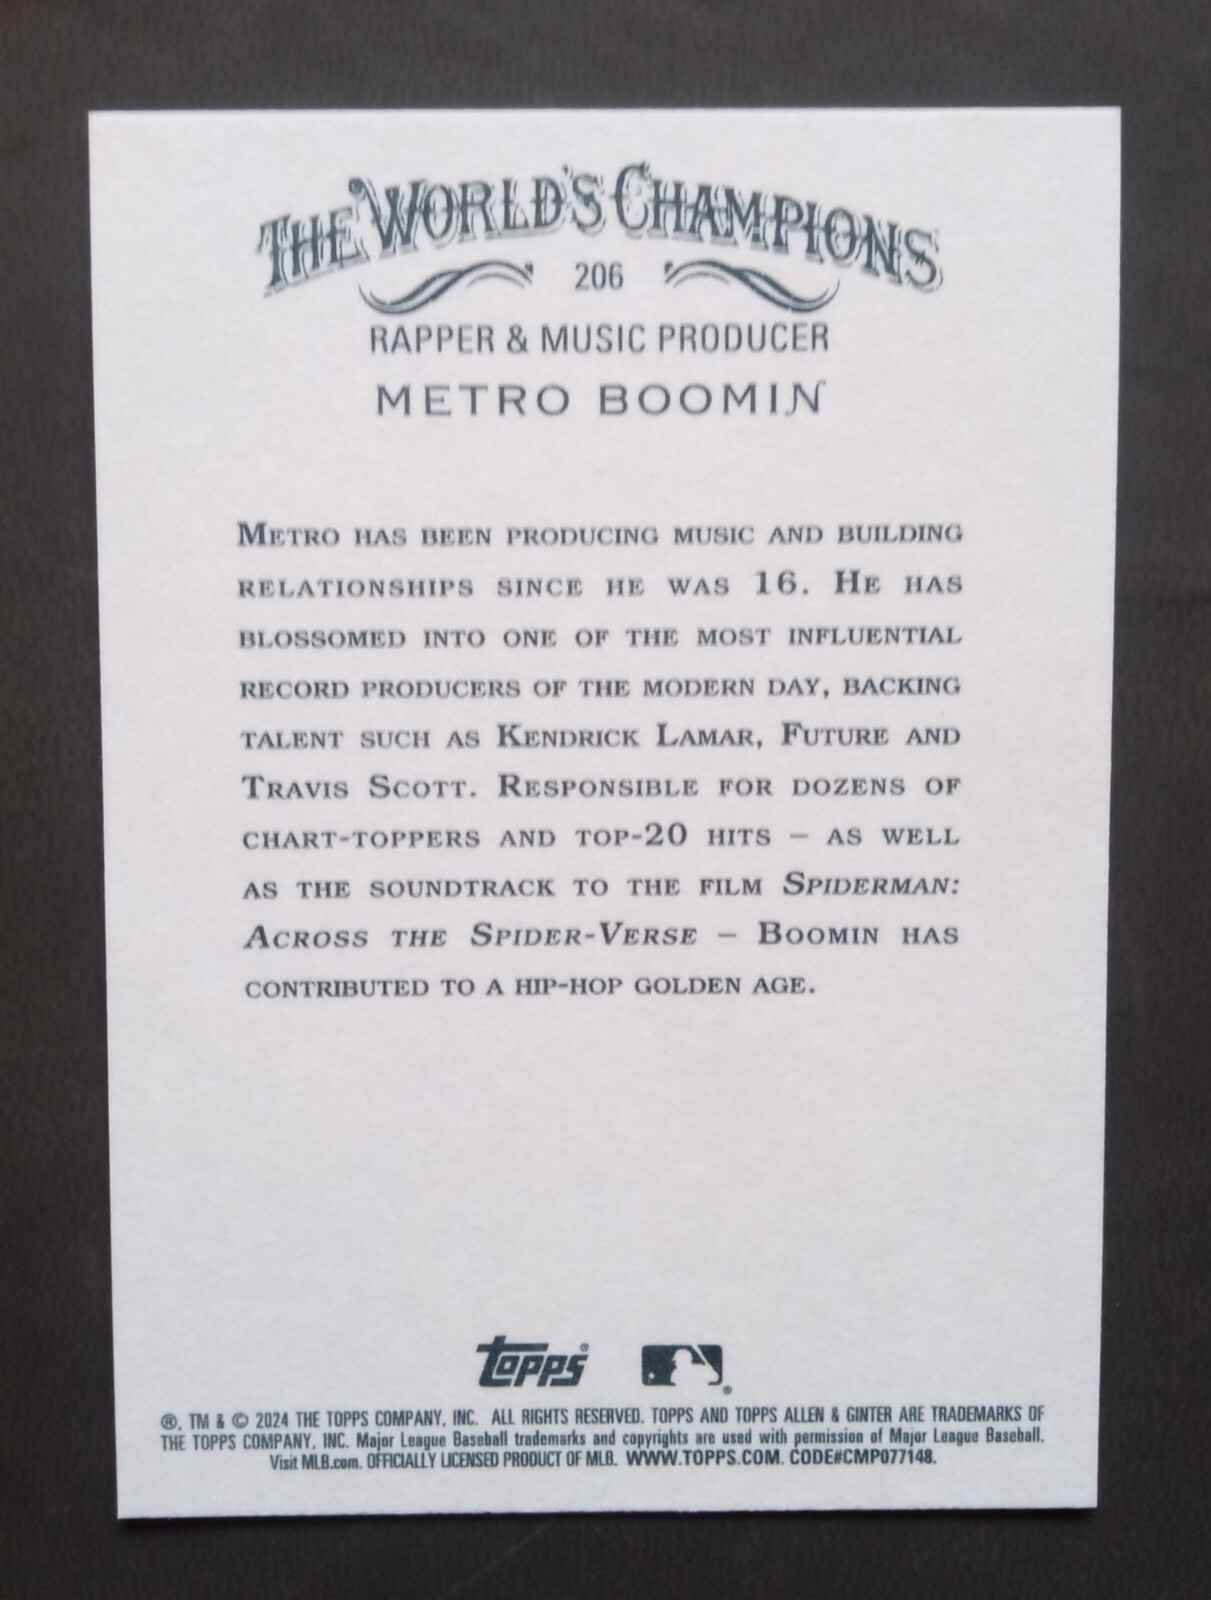 THE WORLD'S CHAMPIONS
206
RAPPER & MUSIC PRODUCER
METRO BOOMIN
METRO HAS BEEN PRODUCING MUSIC AND BUILDING
RELATIONSHIPS SINCE HE WAS 16. HE HAS
BLOSSOMED INTO ONE OF THE MOST INFLUENTIAL
RECORD PRODUCERS OF THE MODERN DAY, BACKING
TALENT SUCH AS KENDRICK LAMAR, FUTURE AND
TRAVIS SCOTT. RESPONSIBLE FOR DOZENS OF
CHART-TOPPERS AND TOP-20 HITS – AS WELL
AS THE SOUNDTRACK TO THE FILM SPIDERMAN:
ACROSS THE SPIDER-VERSE – BOOMIN HAS
CONTRIBUTED TO A HIP-HOP GOLDEN AGE.
Topps® ®
®, TM & © 2024 THE TOPPS COMPANY, INC. ALL RIGHTS RESERVED. TOPPS AND TOPPS ALLEN & GINTER ARE TRADEMARKS OF
THE TOPPS COMPANY, INC. Major League Baseball trademarks and copyrights are used with permission of Major League Baseball.
Visit MLB.com. OFFICIALLY LICENSED PRODUCT OF MLB. WWW.TOPPS.COM. CODE#CMP077148.